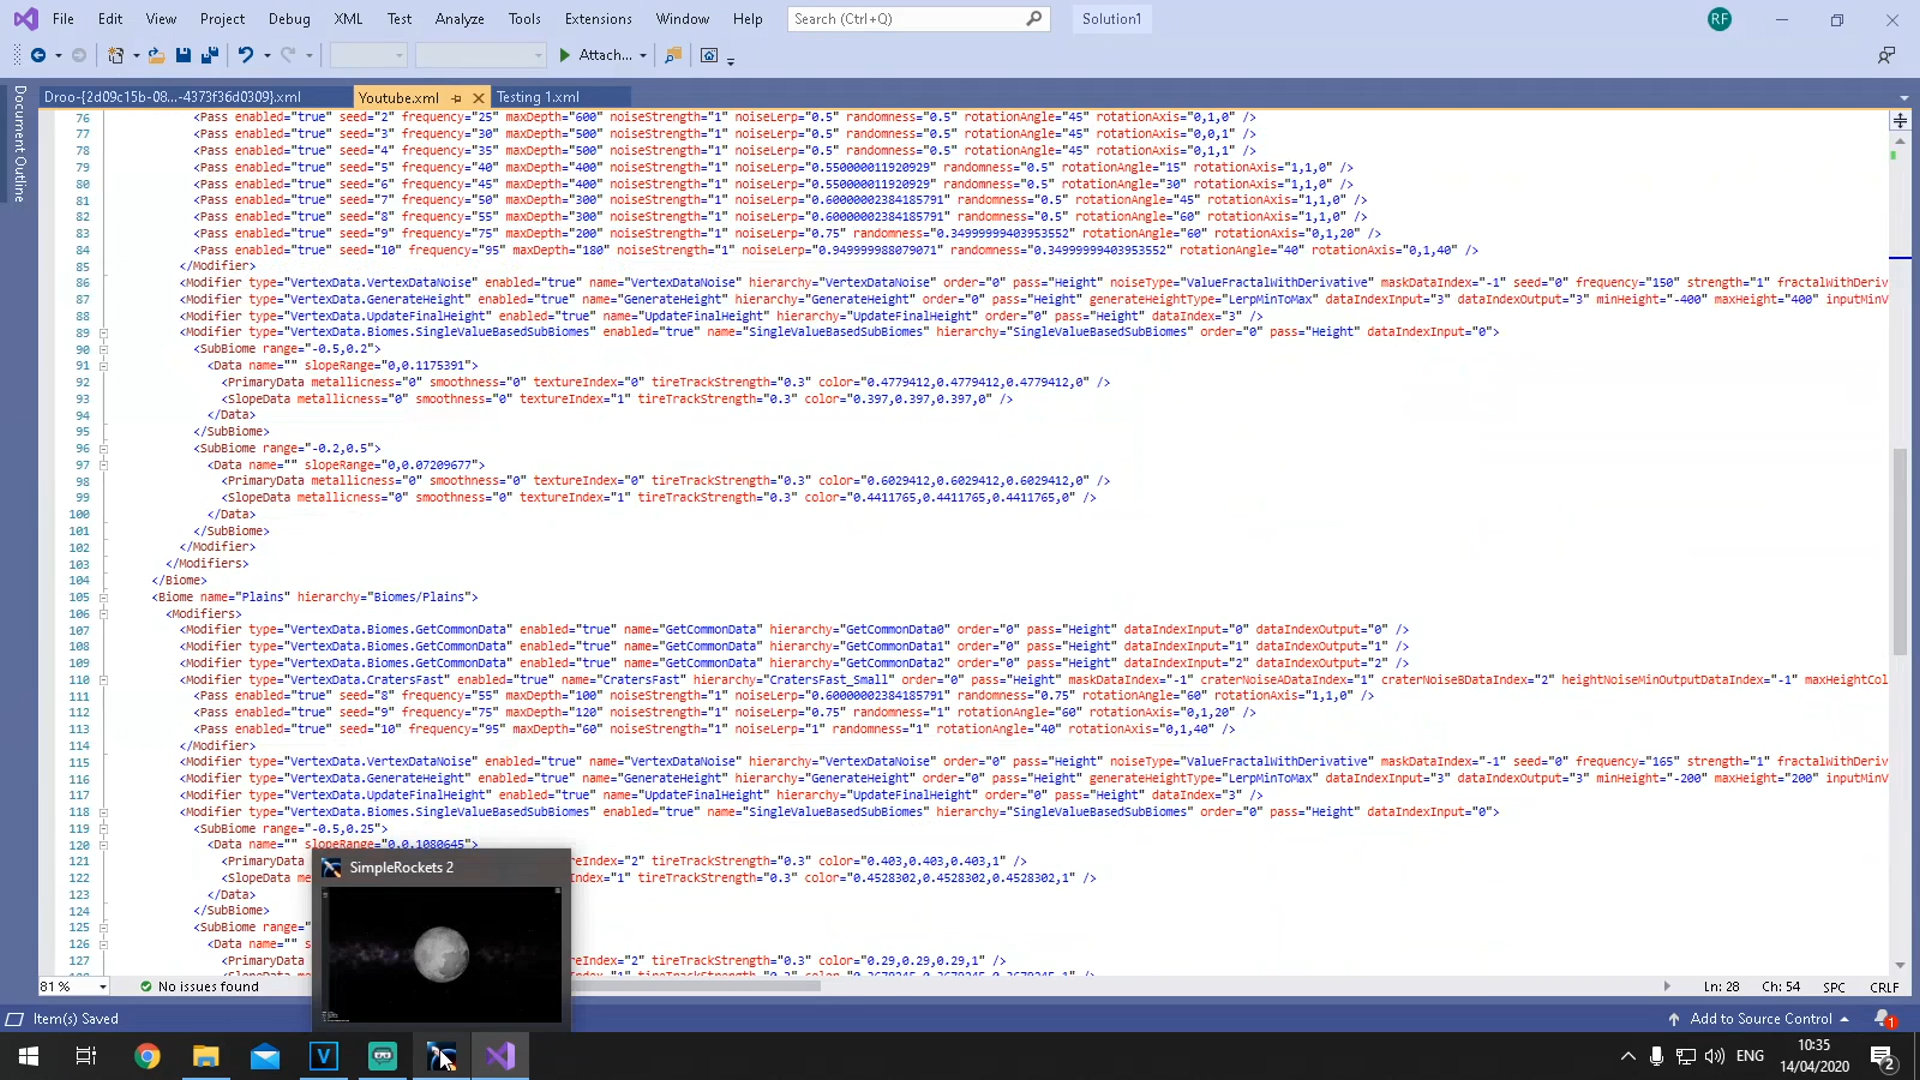 File Edit View Project Debug XML Test Analyze Tools Extensions Window Help Search (Ctrl+Q) Solution1 RF
Attach...
Document Outline
Droo-{2d09c15b-08...-4373f36d0309}.xml Youtube.xml Testing 1.xml
76 <Pass enabled="true" seed="2" frequency="25" maxDepth="600" noiseStrength="1" noiseLerp="0.5" randomness="0.5" rotationAngle="45" rotationAxis="0,1,0" />
77 <Pass enabled="true" seed="3" frequency="30" maxDepth="500" noiseStrength="1" noiseLerp="0.5" randomness="0.5" rotationAngle="45" rotationAxis="0,0,1" />
78 <Pass enabled="true" seed="4" frequency="35" maxDepth="500" noiseStrength="1" noiseLerp="0.5" randomness="0.5" rotationAngle="45" rotationAxis="0,1,1" />
79 <Pass enabled="true" seed="5" frequency="40" maxDepth="400" noiseStrength="1" noiseLerp="0.550000011920929" randomness="0.5" rotationAngle="15" rotationAxis="1,1,0" />
80 <Pass enabled="true" seed="6" frequency="45" maxDepth="400" noiseStrength="1" noiseLerp="0.550000011920929" randomness="0.5" rotationAngle="30" rotationAxis="1,1,0" />
81 <Pass enabled="true" seed="7" frequency="50" maxDepth="300" noiseStrength="1" noiseLerp="0.60000002384185791" randomness="0.5" rotationAngle="45" rotationAxis="1,1,0" />
82 <Pass enabled="true" seed="8" frequency="55" maxDepth="300" noiseStrength="1" noiseLerp="0.60000002384185791" randomness="0.5" rotationAngle="60" rotationAxis="1,1,0" />
83 <Pass enabled="true" seed="9" frequency="75" maxDepth="200" noiseStrength="1" noiseLerp="0.75" randomness="0.34999999403953552" rotationAngle="60" rotationAxis="0,1,20" />
84 <Pass enabled="true" seed="10" frequency="95" maxDepth="180" noiseStrength="1" noiseLerp="0.949999988079071" randomness="0.34999999403953552" rotationAngle="40" rotationAxis="0,1,40" />
85 </Modifier>
86 <Modifier type="VertexData.VertexDataNoise" enabled="true" name="VertexDataNoise" hierarchy="VertexDataNoise" order="0" pass="Height" noiseType="ValueFractalWithDerivative" maskDataIndex="-1" seed="0" frequency="150" strength="1" fractalWithDeriv
87 <Modifier type="VertexData.GenerateHeight" enabled="true" name="GenerateHeight" hierarchy="GenerateHeight" order="0" pass="Height" generateHeightType="LerpMinToMax" dataIndexInput="3" dataIndexOutput="3" minHeight="-400" maxHeight="400" inputMinV
88 <Modifier type="VertexData.UpdateFinalHeight" enabled="true" name="UpdateFinalHeight" hierarchy="UpdateFinalHeight" order="0" pass="Height" dataIndex="3" />
89 <Modifier type="VertexData.Biomes.SingleValueBasedSubBiomes" enabled="true" name="SingleValueBasedSubBiomes" hierarchy="SingleValueBasedSubBiomes" order="0" pass="Height" dataIndexInput="0">
90 <SubBiome range="-0.5,0.2">
91 <Data name="" slopeRange="0,0.1175391">
92 <PrimaryData metallicness="0" smoothness="0" textureIndex="0" tireTrackStrength="0.3" color="0.4779412,0.4779412,0.4779412,0" />
93 <SlopeData metallicness="0" smoothness="0" textureIndex="1" tireTrackStrength="0.3" color="0.397,0.397,0.397,0" />
94 </Data>
95 </SubBiome>
96 <SubBiome range="-0.2,0.5">
97 <Data name="" slopeRange="0,0.07209677">
98 <PrimaryData metallicness="0" smoothness="0" textureIndex="0" tireTrackStrength="0.3" color="0.6029412,0.6029412,0.6029412,0" />
99 <SlopeData metallicness="0" smoothness="0" textureIndex="1" tireTrackStrength="0.3" color="0.4411765,0.4411765,0.4411765,0" />
100 </Data>
101 </SubBiome>
102 </Modifier>
103 </Modifiers>
104 </Biome>
105 <Biome name="Plains" hierarchy="Biomes/Plains">
106 <Modifiers>
107 <Modifier type="VertexData.Biomes.GetCommonData" enabled="true" name="GetCommonData" hierarchy="GetCommonData0" order="0" pass="Height" dataIndexInput="0" dataIndexOutput="0" />
108 <Modifier type="VertexData.Biomes.GetCommonData" enabled="true" name="GetCommonData" hierarchy="GetCommonData1" order="0" pass="Height" dataIndexInput="1" dataIndexOutput="1" />
109 <Modifier type="VertexData.Biomes.GetCommonData" enabled="true" name="GetCommonData" hierarchy="GetCommonData2" order="0" pass="Height" dataIndexInput="2" dataIndexOutput="2" />
110 <Modifier type="VertexData.CratersFast" enabled="true" name="CratersFast" hierarchy="CratersFast_Small" order="0" pass="Height" maskDataIndex="-1" craterNoiseADataIndex="1" craterNoiseBDataIndex="2" heightNoiseMinOutputDataIndex="-1" maxHeightCol
111 <Pass enabled="true" seed="8" frequency="55" maxDepth="100" noiseStrength="1" noiseLerp="0.60000002384185791" randomness="0.75" rotationAngle="60" rotationAxis="1,1,0" />
112 <Pass enabled="true" seed="9" frequency="75" maxDepth="120" noiseStrength="1" noiseLerp="0.75" randomness="1" rotationAngle="60" rotationAxis="0,1,20" />
113 <Pass enabled="true" seed="10" frequency="95" maxDepth="60" noiseStrength="1" noiseLerp="1" randomness="1" rotationAngle="40" rotationAxis="0,1,40" />
114 </Modifier>
115 <Modifier type="VertexData.VertexDataNoise" enabled="true" name="VertexDataNoise" hierarchy="VertexDataNoise" order="0" pass="Height" noiseType="ValueFractalWithDerivative" maskDataIndex="-1" seed="0" frequency="165" strength="1" fractalWithDeriv
116 <Modifier type="VertexData.GenerateHeight" enabled="true" name="GenerateHeight" hierarchy="GenerateHeight" order="0" pass="Height" generateHeightType="LerpMinToMax" dataIndexInput="3" dataIndexOutput="3" minHeight="-200" maxHeight="200" inputMinV
117 <Modifier type="VertexData.UpdateFinalHeight" enabled="true" name="UpdateFinalHeight" hierarchy="UpdateFinalHeight" order="0" pass="Height" dataIndex="3" />
118 <Modifier type="VertexData.Biomes.SingleValueBasedSubBiomes" enabled="true" name="SingleValueBasedSubBiomes" hierarchy="SingleValueBasedSubBiomes" order="0" pass="Height" dataIndexInput="0">
119 <SubBiome range="-0.5,0.25">
120 <Data name="" slopeRange="0,0.1080645">
121 <PrimaryData reIndex="2" tireTrackStrength="0.3" color="0.403,0.403,0.403,1" />
122 <SlopeData me Index="1" tireTrackStrength="0.3" color="0.4528302,0.4528302,0.4528302,1" />
123 </Data>
124 </SubBiome>
125 <SubBiome range="
126 <Data name="" s
127 <PrimaryData reIndex="2" tireTrackStrength="0.3" color="0.29,0.29,0.29,1" />
SimpleRockets 2
81 % No issues found Ln: 28 Ch: 54 SPC CRLF
Item(s) Saved Add to Source Control 1
V ENG 10:35
14/04/2020 2